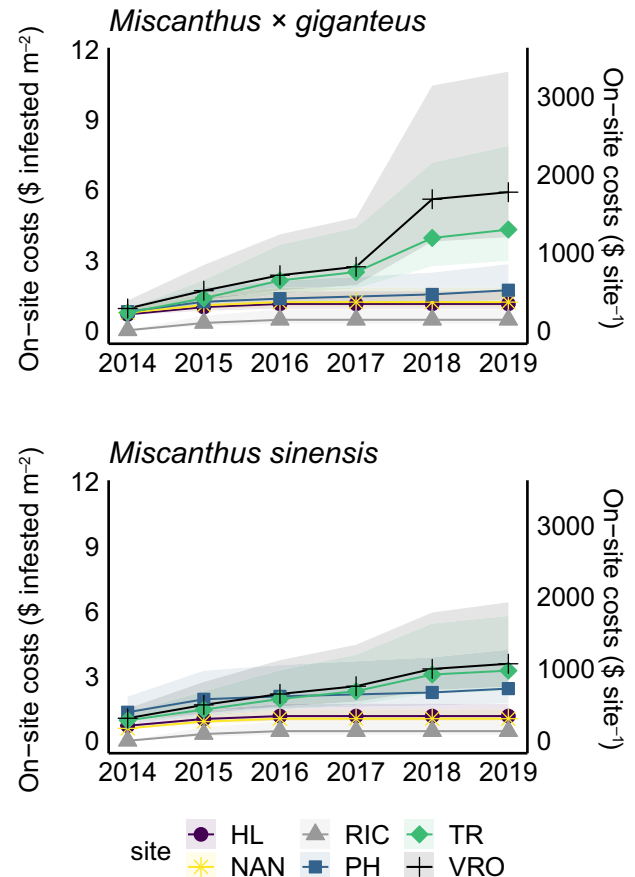 Miscanthus × giganteus
On−site costs ($ infested m⁻²)
12
9
6
3
0
3000
2000
1000
0
On−site costs ($ site⁻¹)
2014 2015 2016 2017 2018 2019
Miscanthus sinensis
On−site costs ($ infested m⁻²)
12
9
6
3
0
3000
2000
1000
0
On−site costs ($ site⁻¹)
2014 2015 2016 2017 2018 2019
site HL RIC TR
NAN PH VRO